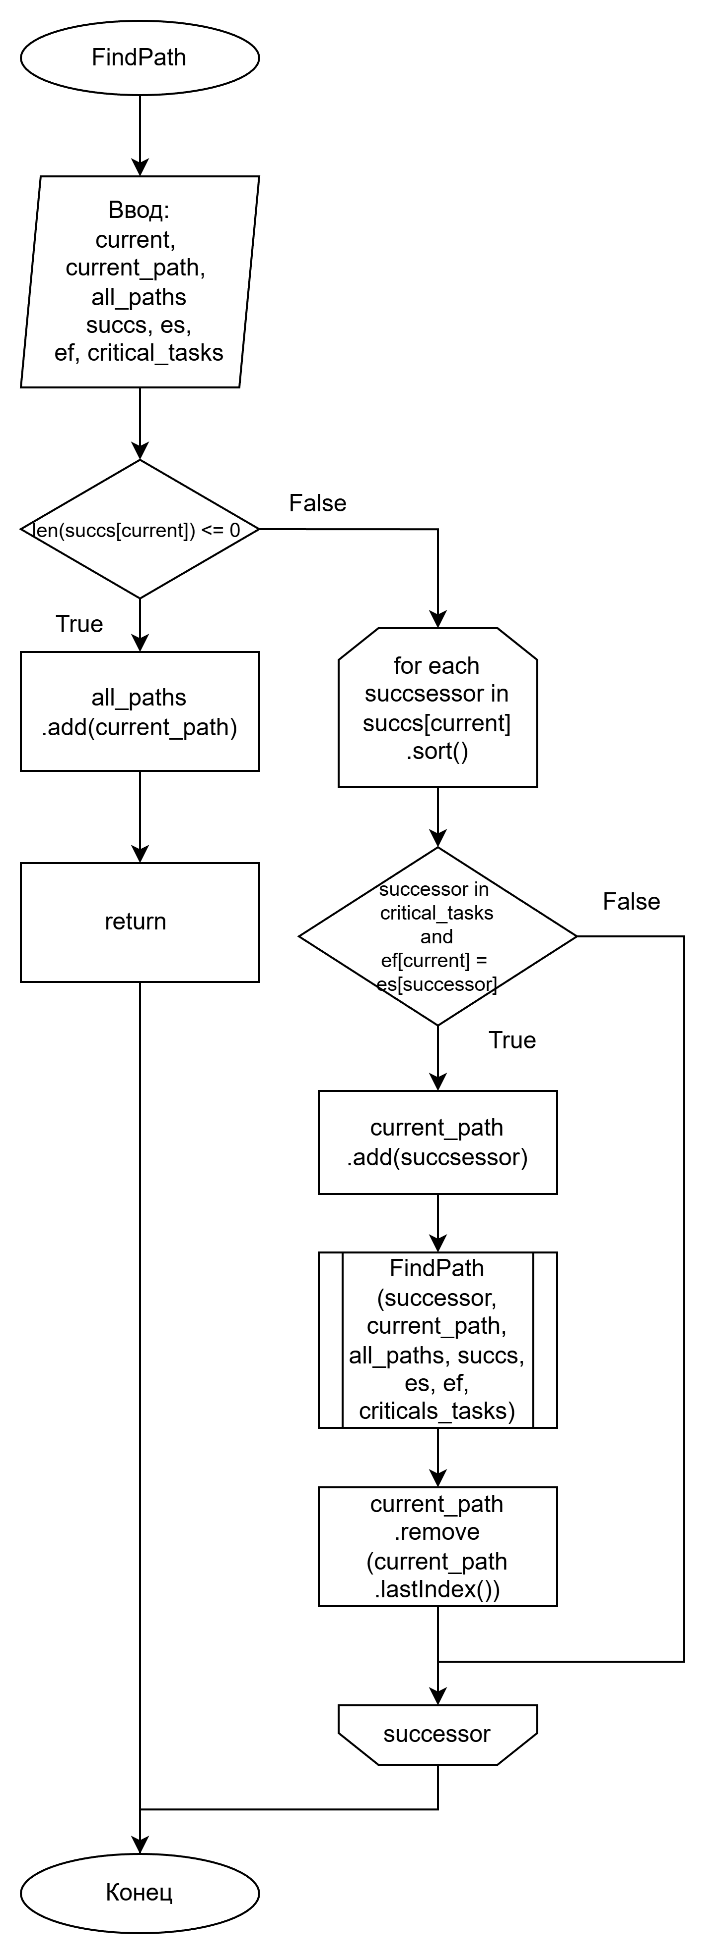 FindPath
Ввод:
current,
current_path,
all_paths
succs, es,
ef, critical_tasks
len(succs[current]) <= 0
False
True
all_paths
.add(current_path)
return
for each
succsessor in
succs[current]
.sort()
successor in
critical_tasks
and
ef[current] =
es[successor]
False
True
current_path
.add(succsessor)
FindPath
(successor,
current_path,
all_paths, succs,
es, ef,
criticals_tasks)
current_path
.remove
(current_path
.lastIndex())
successor
Конец